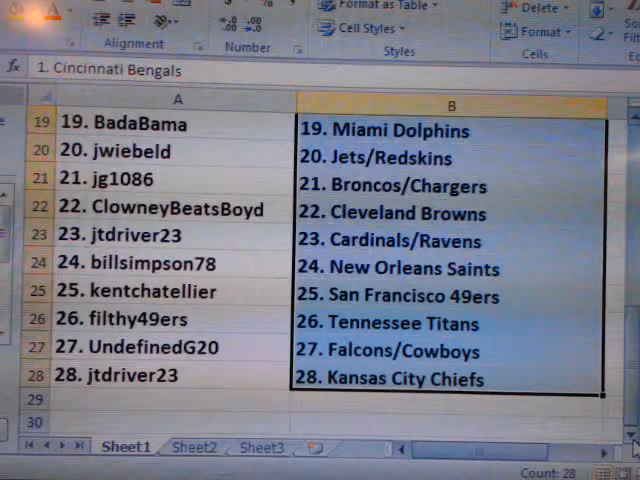 Format as Table
Delete
Cell Styles
Format
Alignment
Number
Styles
Cells
fx
1. Cincinnati Bengals
A
B
19 19. BadaBama 19. Miami Dolphins
20 20. jwiebeld 20. Jets/Redskins
21 21. jg1086 21. Broncos/Chargers
22 22. ClowneyBeatsBoyd 22. Cleveland Browns
23 23. jtdriver23 23. Cardinals/Ravens
24 24. billsimpson78 24. New Orleans Saints
25 25. kentchatellier 25. San Francisco 49ers
26 26. filthy49ers 26. Tennessee Titans
27 27. UndefinedG20 27. Falcons/Cowboys
28 28. jtdriver23 28. Kansas City Chiefs
29
30
Sheet1 Sheet2 Sheet3
Count: 28